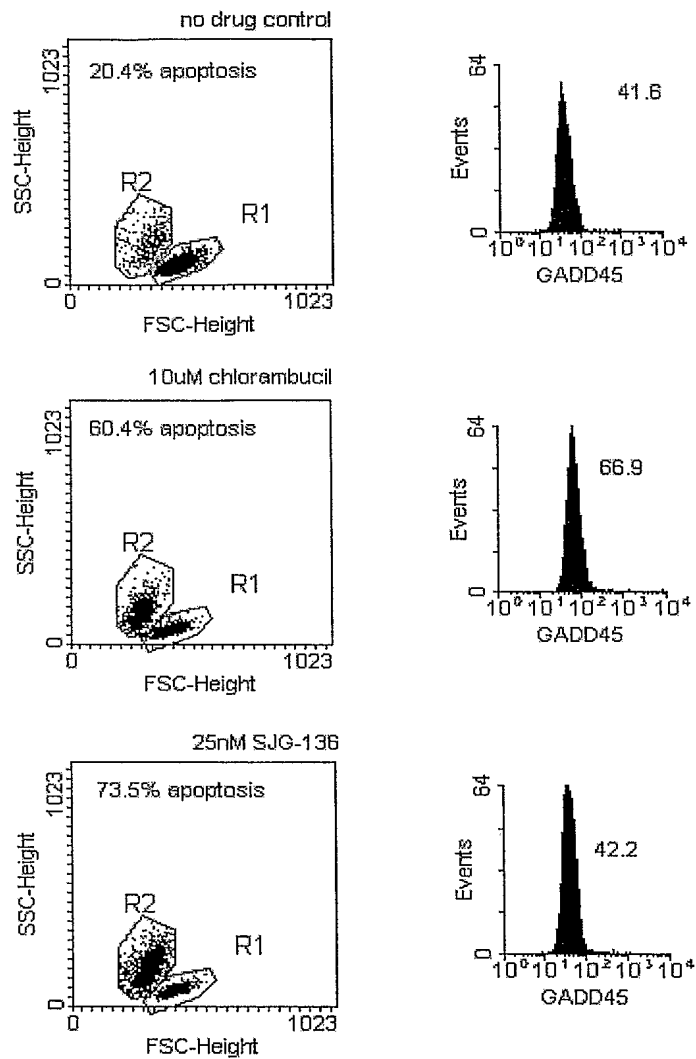 no drug control
1023
20.4% apoptosis
SSC-Height
R2
R1
0
0
1023
FSC-Height
64
41.6
Events
0
10⁰ 10¹ 10² 10³ 10⁴
GADD45
10uM chlorambucil
1023
60.4% apoptosis
SSC-Height
R2
R1
0
0
1023
FSC-Height
64
66.9
Events
0
10⁰ 10¹ 10² 10³ 10⁴
GADD45
25nM SJG-136
1023
73.5% apoptosis
SSC-Height
R2
R1
0
0
1023
FSC-Height
64
42.2
Events
0
10⁰ 10¹ 10² 10³ 10⁴
GADD45